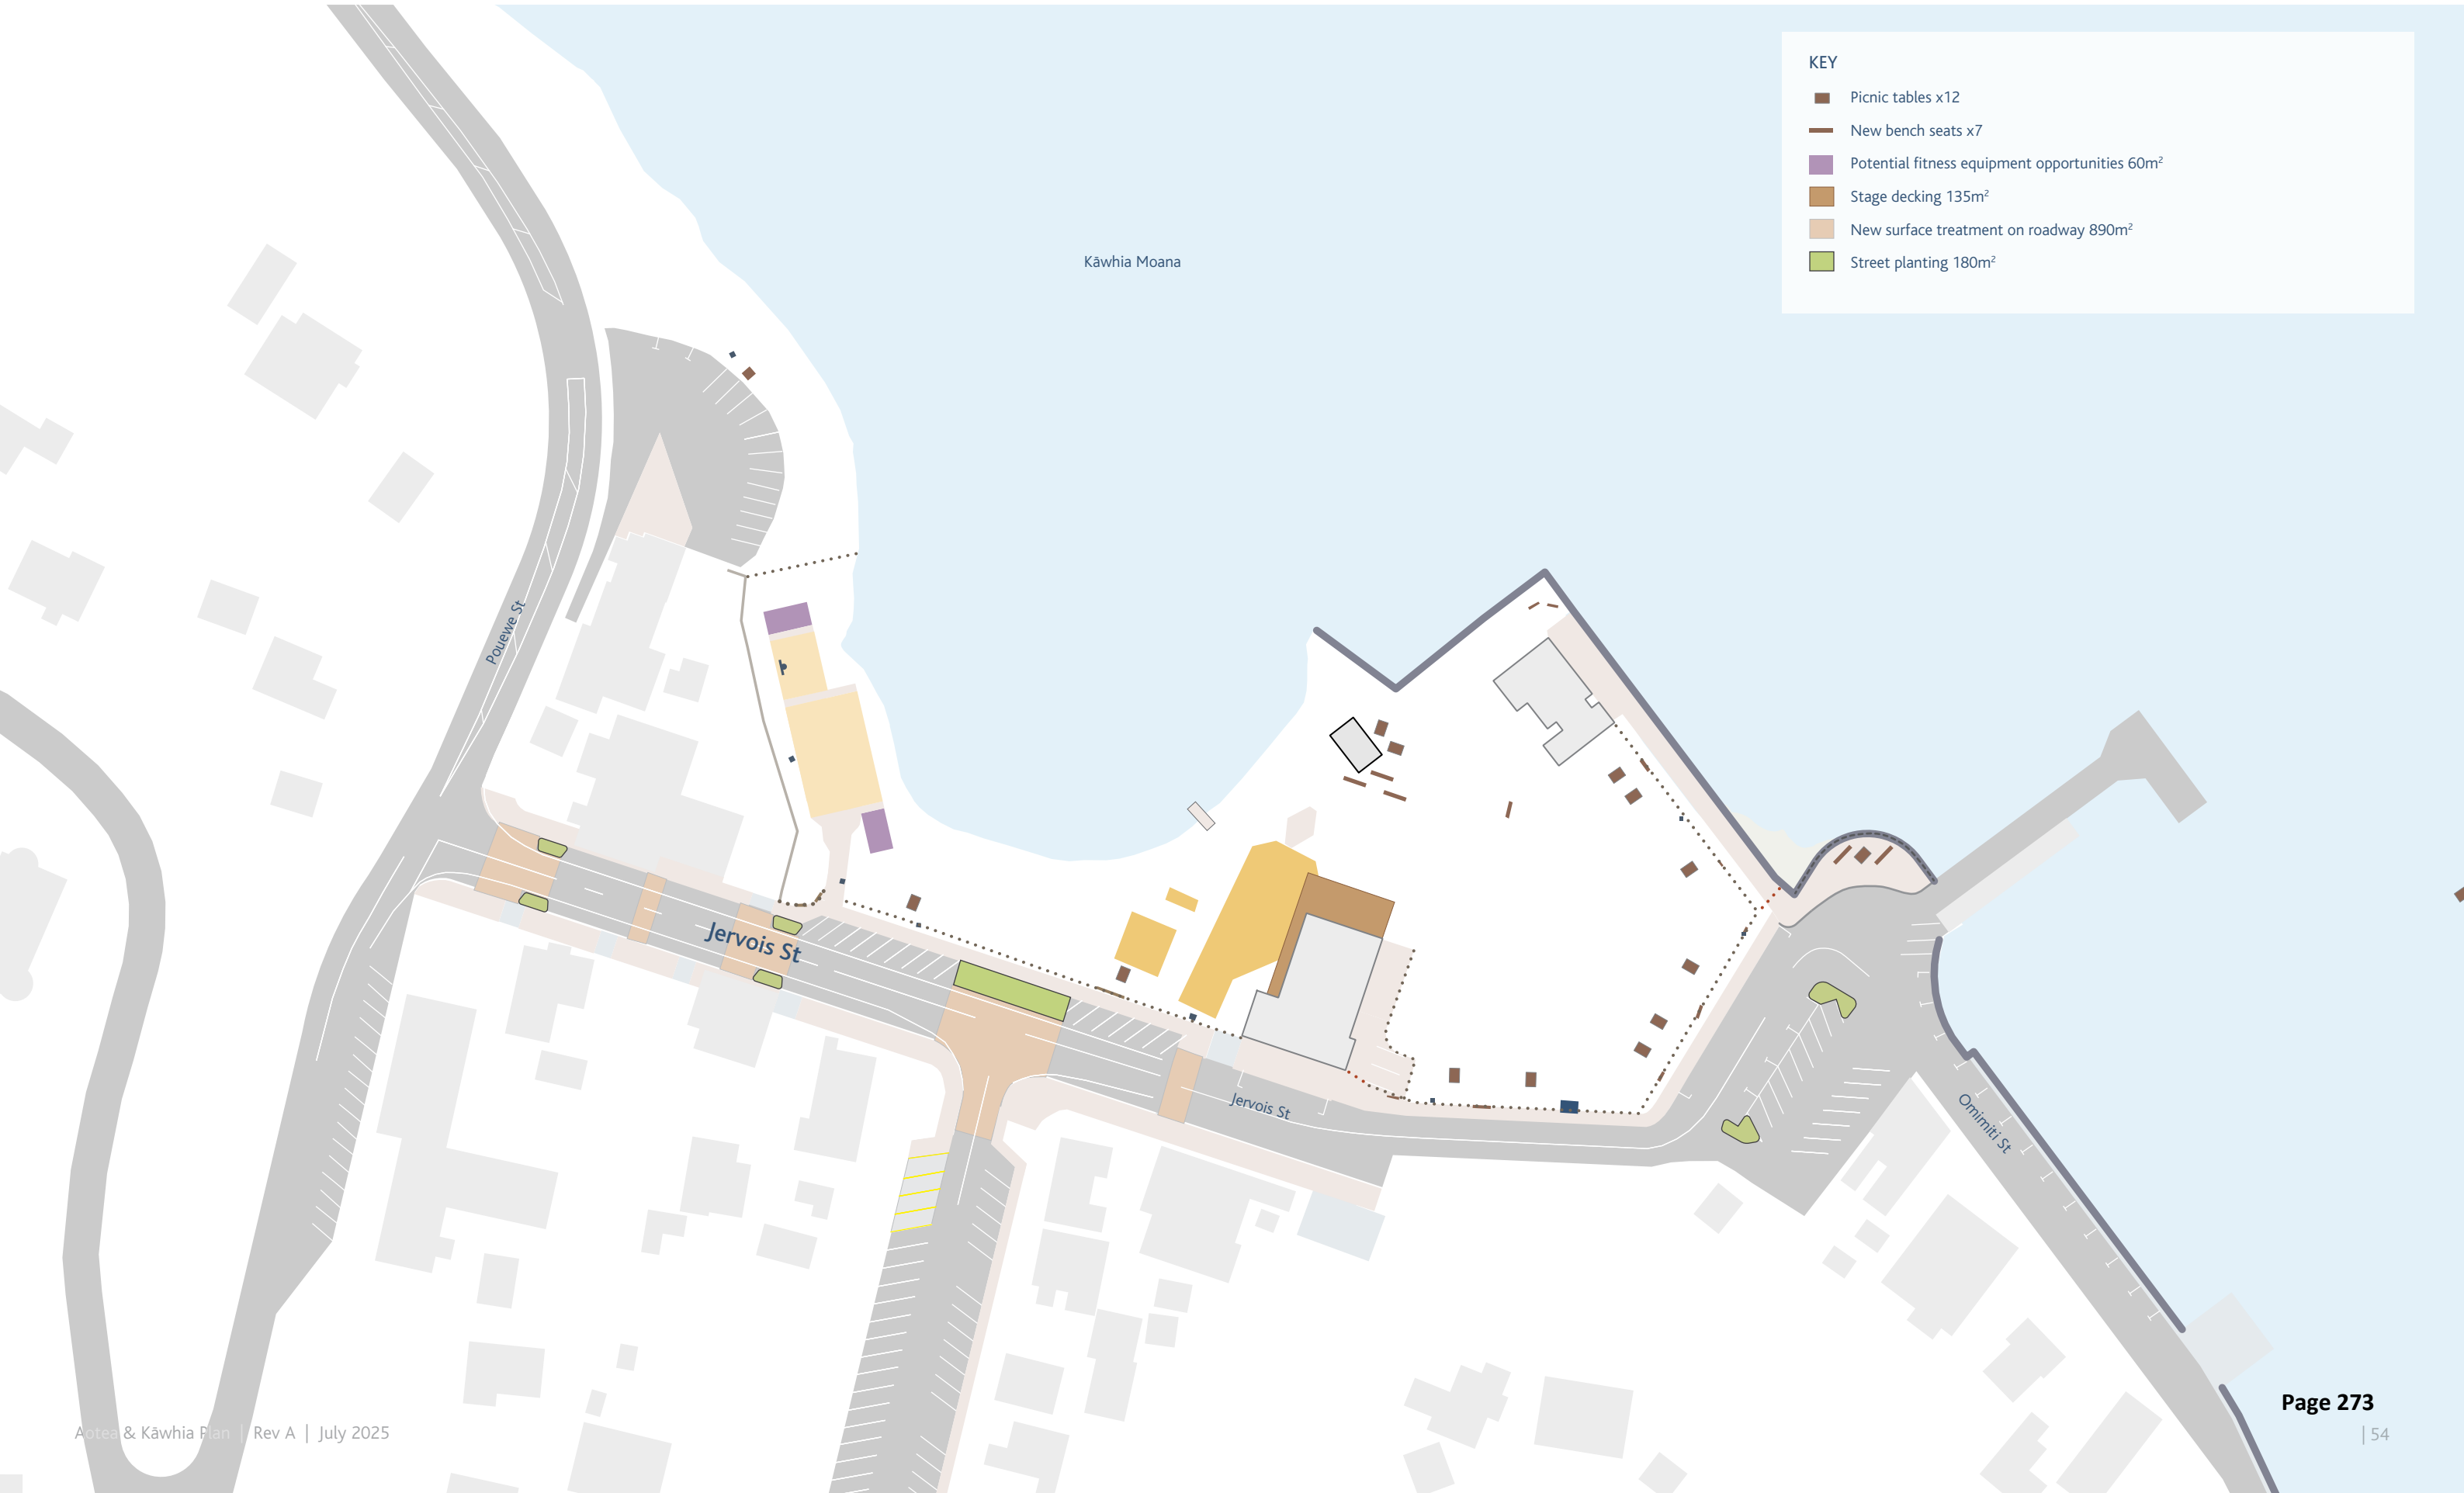 KEY
Picnic tables x12
New bench seats x7
Potential fitness equipment opportunities 60m²
Stage decking 135m²
New surface treatment on roadway 890m²
Street planting 180m²
Kāwhia Moana
Pouewe St
Jervois St
Jervois St
Omimiti St
Page 273
Aotea & Kāwhia Plan | Rev A | July 2025
| 54